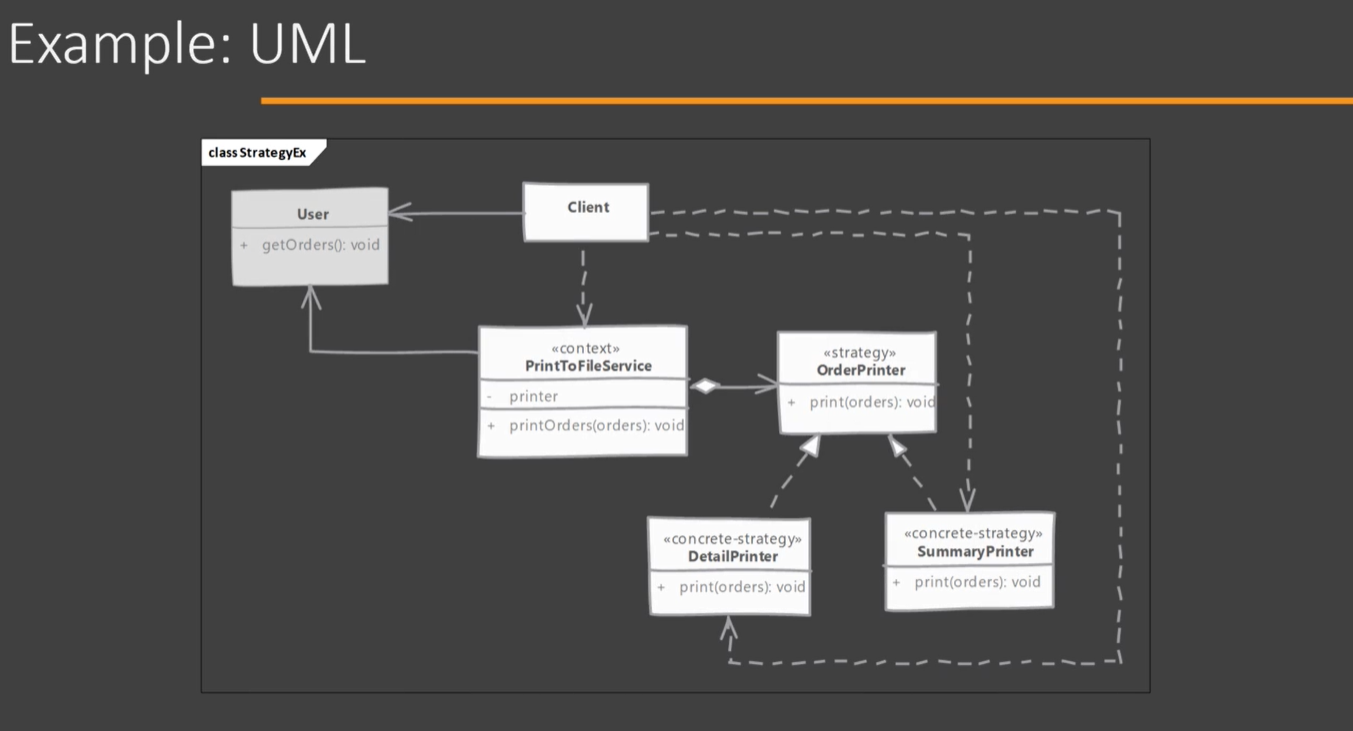 Example: UML
class StrategyEx
User
+ getOrders(): void
Client
«context»
PrintToFileService
- printer
+ printOrders(orders): void
«strategy»
OrderPrinter
+ print(orders): void
«concrete-strategy»
DetailPrinter
+ print(orders): void
«concrete-strategy»
SummaryPrinter
+ print(orders): void